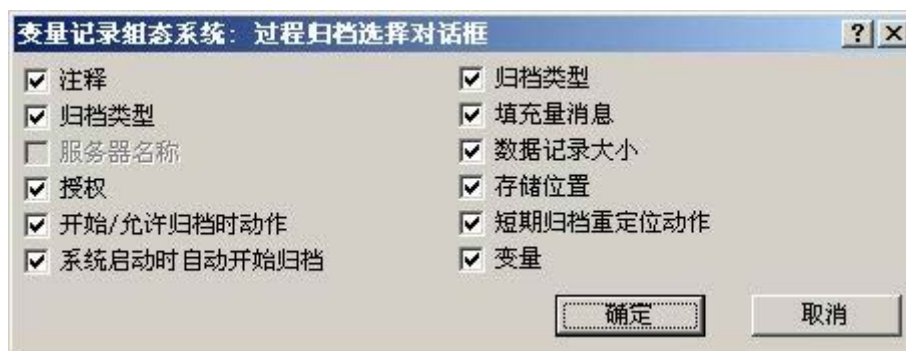 变量记录组态系统: 过程归档选择对话框
注释
归档类型
服务器名称
授权
开始/允许归档时动作
系统启动时自动开始归档
归档类型
填充量消息
数据记录大小
存储位置
短期归档重定位动作
变量
确定
取消